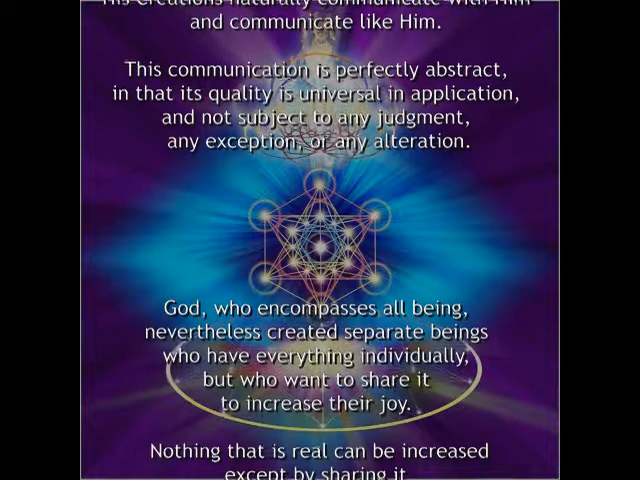 His Creations naturally communicate with Him
and communicate like Him.
This communication is perfectly abstract,
in that its quality is universal in application,
and not subject to any judgment,
any exception, or any alteration.
God, who encompasses all being,
nevertheless created separate beings
who have everything individually,
but who want to share it
to increase their joy.
Nothing that is real can be increased
except by sharing it